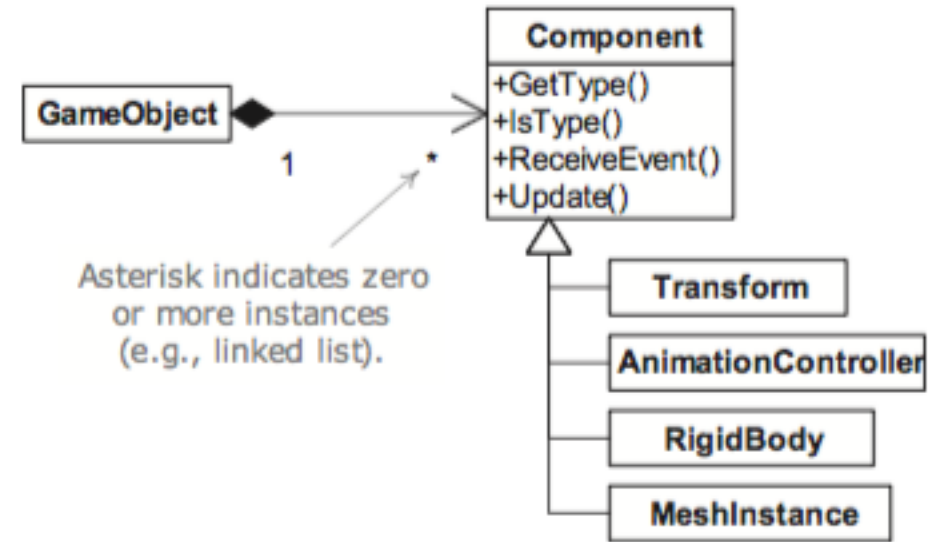 Component
+GetType()
+IsType()
+ReceiveEvent()
+Update()
GameObject
1
*
Asterisk indicates zero
or more instances
(e.g., linked list).
Transform
AnimationController
RigidBody
MeshInstance